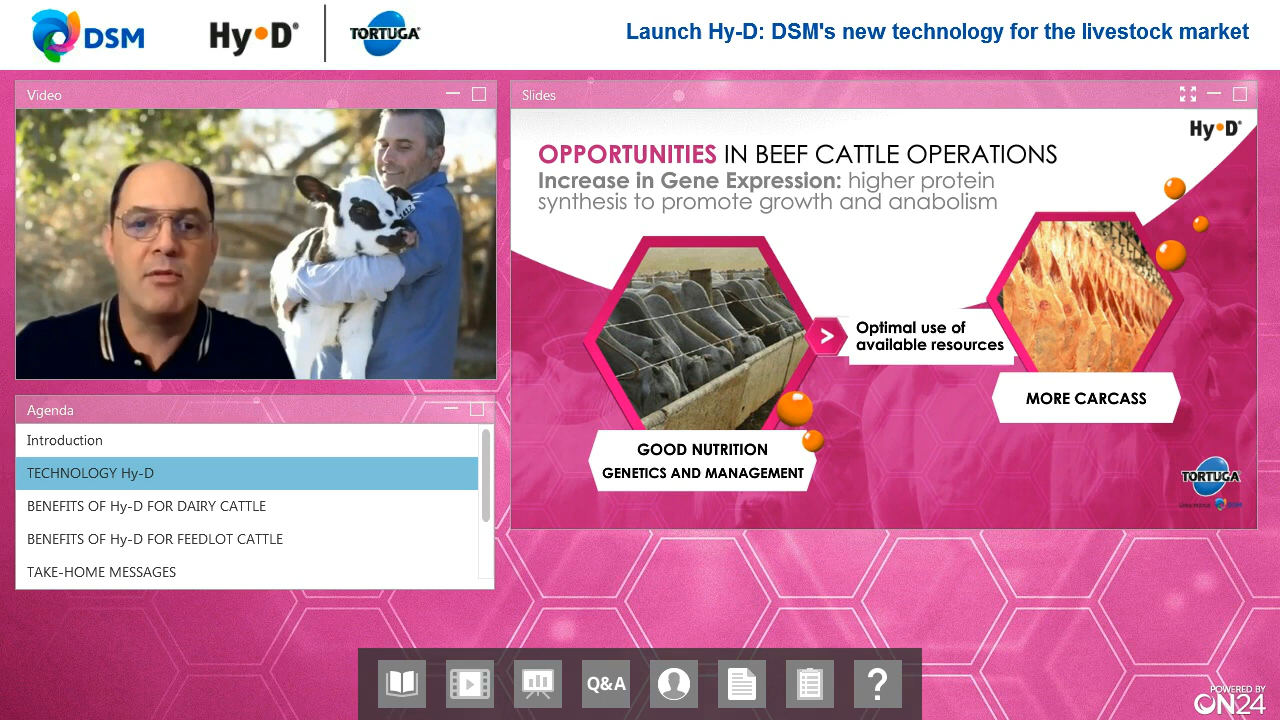 DSM
Hy•D®
TORTUGA
Launch Hy-D: DSM's new technology for the livestock market
Video
Slides
Hy•D®
OPPORTUNITIES IN BEEF CATTLE OPERATIONS
Increase in Gene Expression: higher protein
synthesis to promote growth and anabolism
Optimal use of
available resources
MORE CARCASS
GOOD NUTRITION
GENETICS AND MANAGEMENT
TORTUGA
DSM
Agenda
Introduction
TECHNOLOGY Hy-D
BENEFITS OF Hy-D FOR DAIRY CATTLE
BENEFITS OF Hy-D FOR FEEDLOT CATTLE
TAKE-HOME MESSAGES
Q&A
?
POWERED BY
ON24